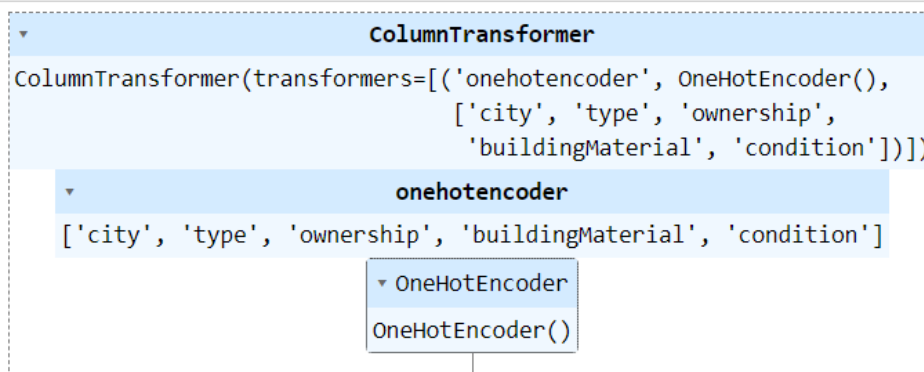 ColumnTransformer
ColumnTransformer(transformers=[('onehotencoder', OneHotEncoder(),
['city', 'type', 'ownership',
'buildingMaterial', 'condition'])])
onehotencoder
['city', 'type', 'ownership', 'buildingMaterial', 'condition']
OneHotEncoder
OneHotEncoder()